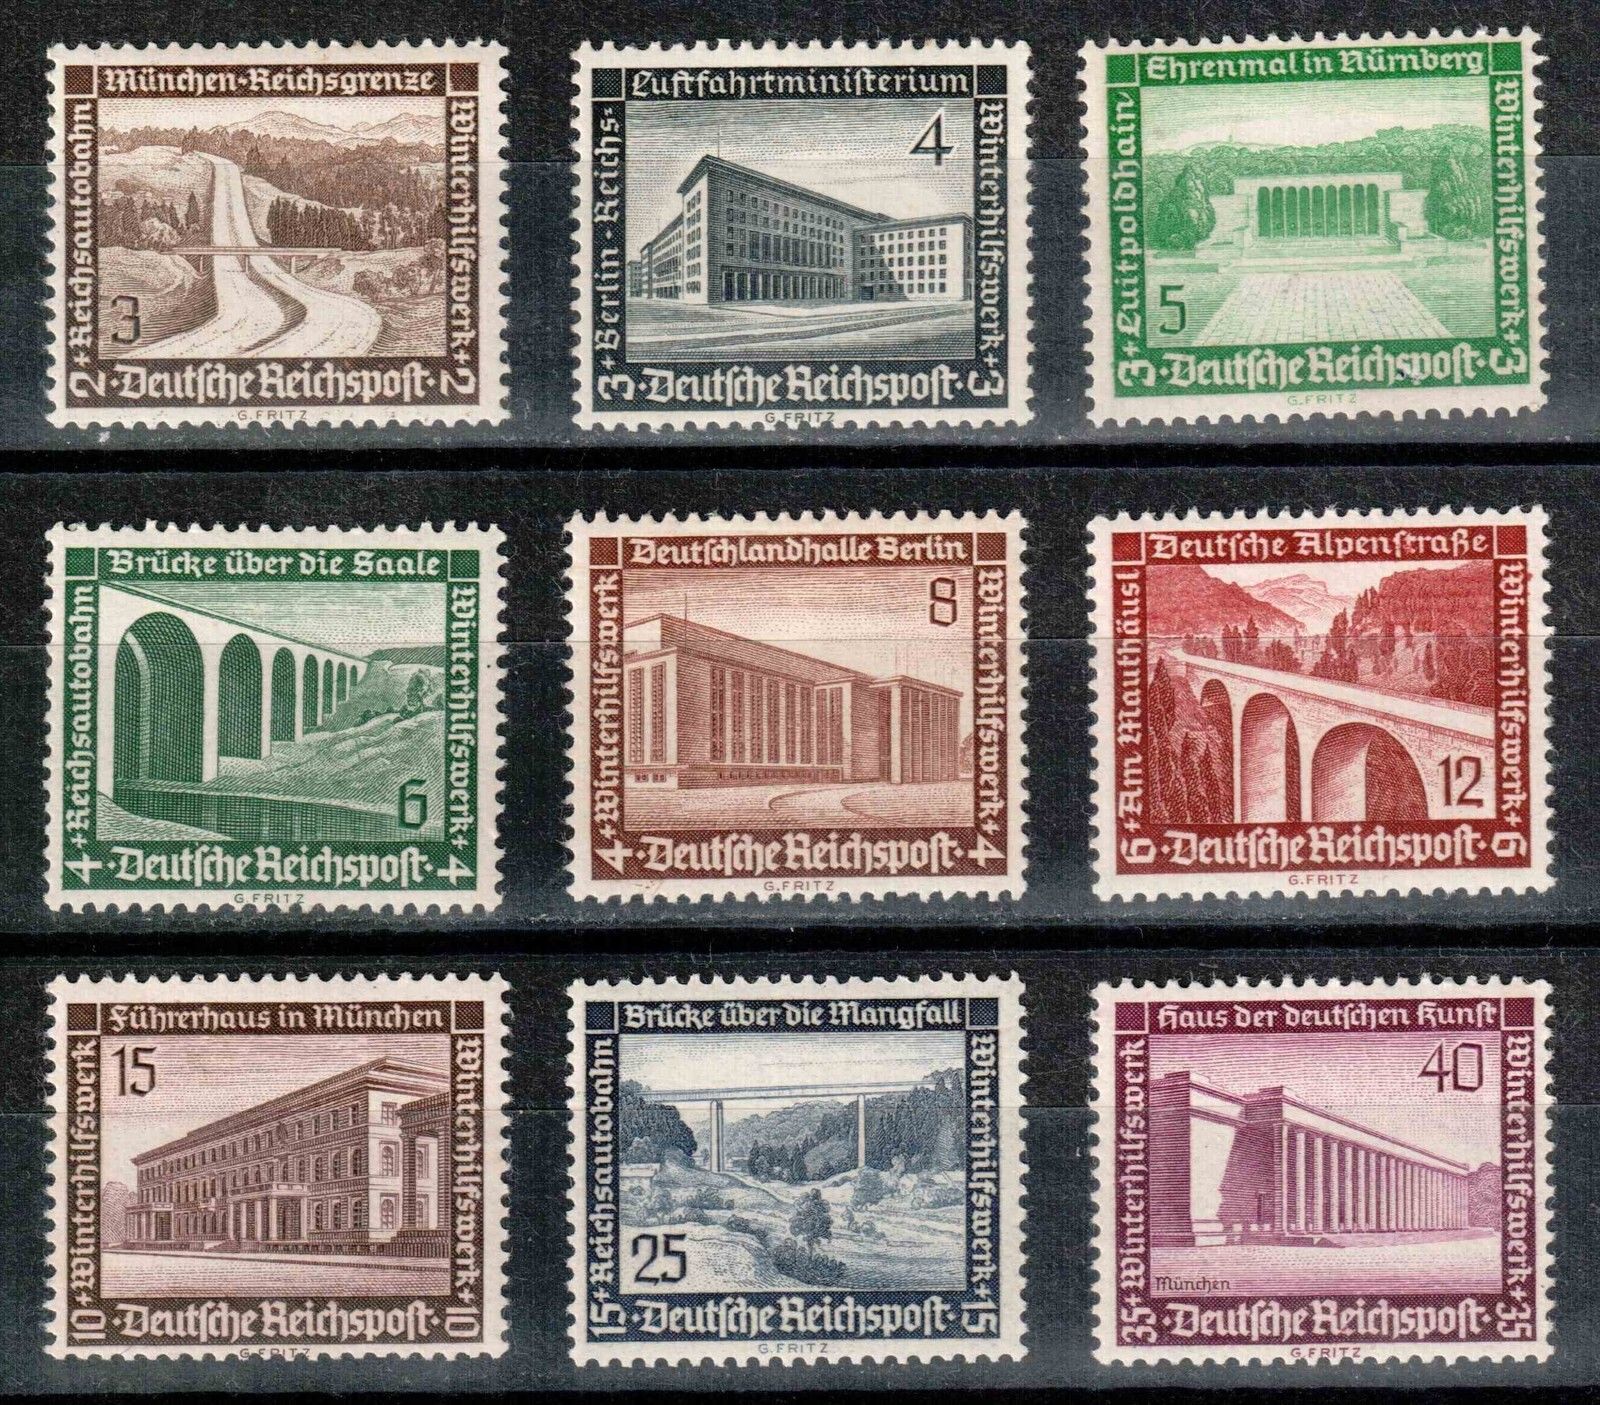 München-Reichsgrenze
2+Reichsautobahn
Winterhilfswerk+2
3
·Deutsche Reichspost·
G.FRITZ
Luftfahrtministerium
3+Berlin·Reichs-
Winterhilfswerk+3
4
·Deutsche Reichspost·
G.FRITZ
Ehrenmal in Nürnberg
3+Luitpoldhain
Winterhilfswerk+3
5
·Deutsche Reichspost·
G.FRITZ
Brücke über die Saale
4+Reichsautobahn
Winterhilfswerk+4
6
·Deutsche Reichspost·
G.FRITZ
Deutschlandhalle Berlin
4+Winterhilfswerk
Winterhilfswerk+4
8
·Deutsche Reichspost·
G.FRITZ
Deutsche Alpenstraße
6+Am Mauthäusl
Winterhilfswerk+6
12
·Deutsche Reichspost·
G.FRITZ
Führerhaus in München
10+Winterhilfswerk
Winterhilfswerk+10
15
·Deutsche Reichspost·
G.FRITZ
Brücke über die Mangfall
15+Reichsautobahn
Winterhilfswerk+15
25
·Deutsche Reichspost·
G.FRITZ
Haus der deutschen Kunst
35+Winterhilfswerk
Winterhilfswerk+35
40
München
·Deutsche Reichspost·
G.FRITZ